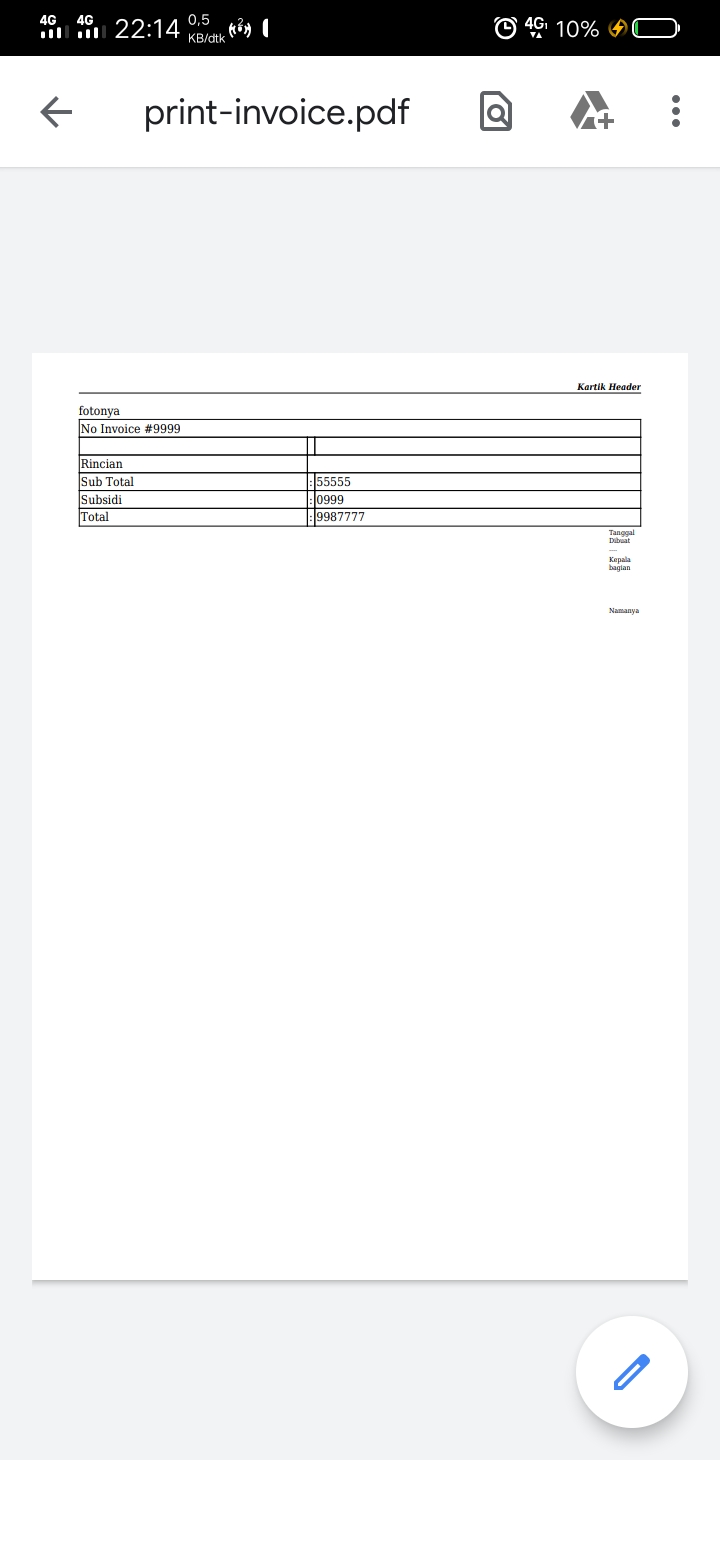 4G 4G 22:14 0,5 KB/dtk 2 4G 10%
print-invoice.pdf
Kartik Header
fotonya
No Invoice #9999
Rincian
Sub Total : 55555
Subsidi : 0999
Total : 9987777
Tanggal
Dibuat
Kepala
bagian
Namanya